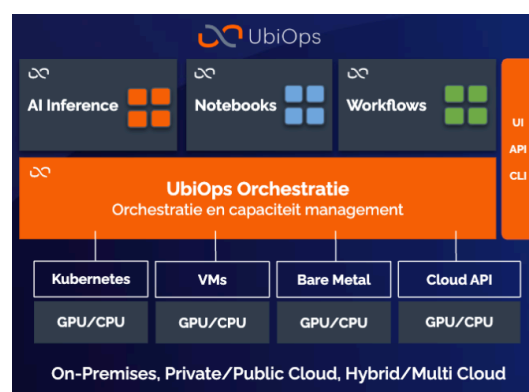 UbiOps
AI Inference
Notebooks
Workflows
UI
API
CLI
UbiOps Orchestratie
Orchestratie en capaciteit management
Kubernetes
VMs
Bare Metal
Cloud API
GPU/CPU
GPU/CPU
GPU/CPU
GPU/CPU
On-Premises, Private/Public Cloud, Hybrid/Multi Cloud